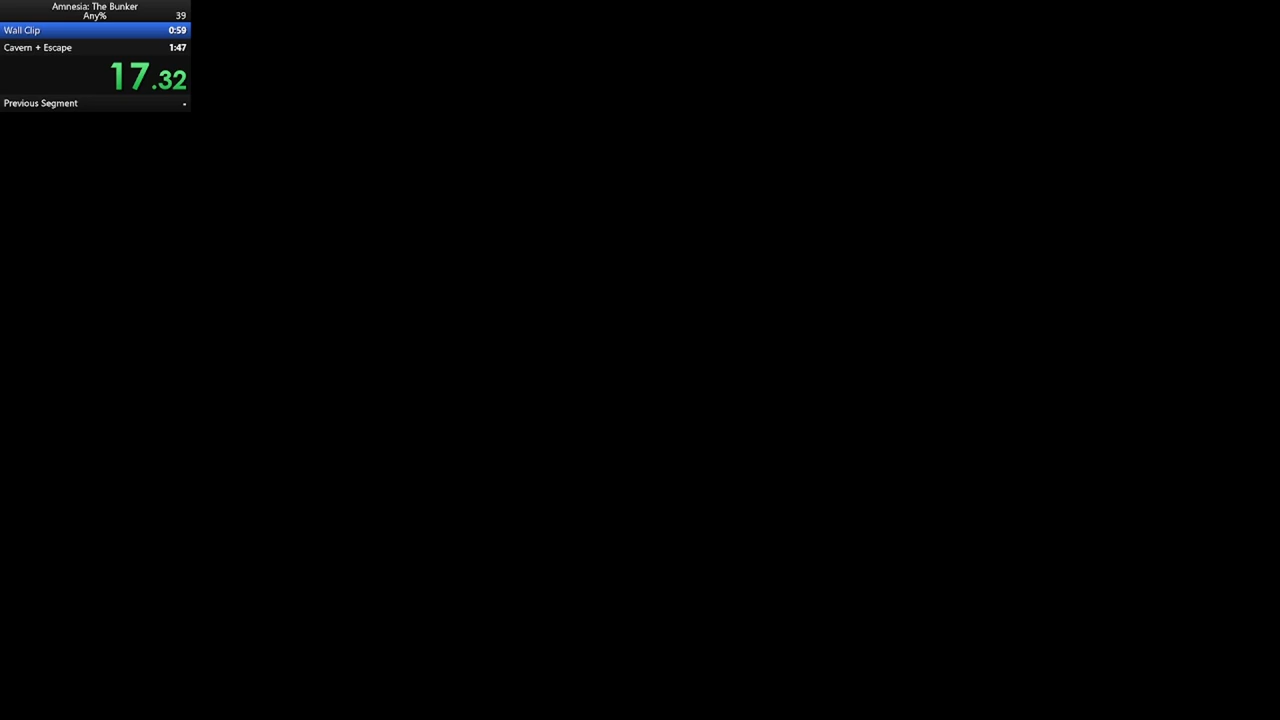 Amnesia: The Bunker
Any% 39
Wall Clip 0:59
Cavern + Escape 1:47
17.32
Previous Segment -